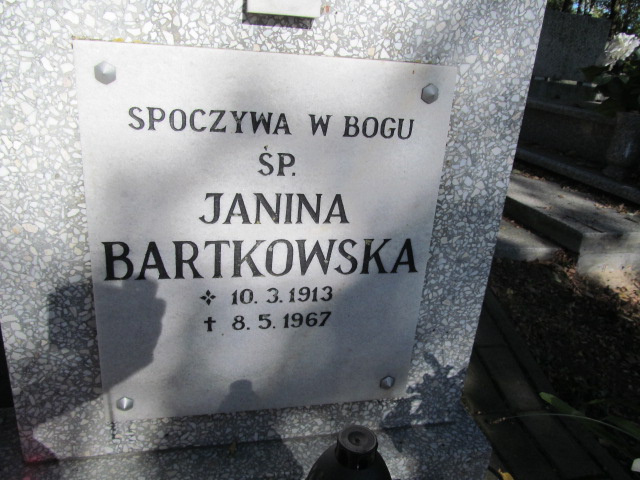 SPOCZYWA W BOGU
ŚP.
JANINA
BARTKOWSKA
✣ 10. 3. 1913
✝ 8. 5. 1967